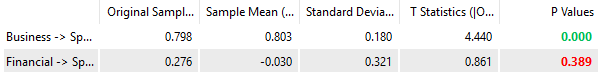 Original Sampl... Sample Mean (... Standard Devia... T Statistics (|O... P Values
Business -> Sp... 0.798 0.803 0.180 4.440 0.000
Financial -> Sp... 0.276 -0.030 0.321 0.861 0.389